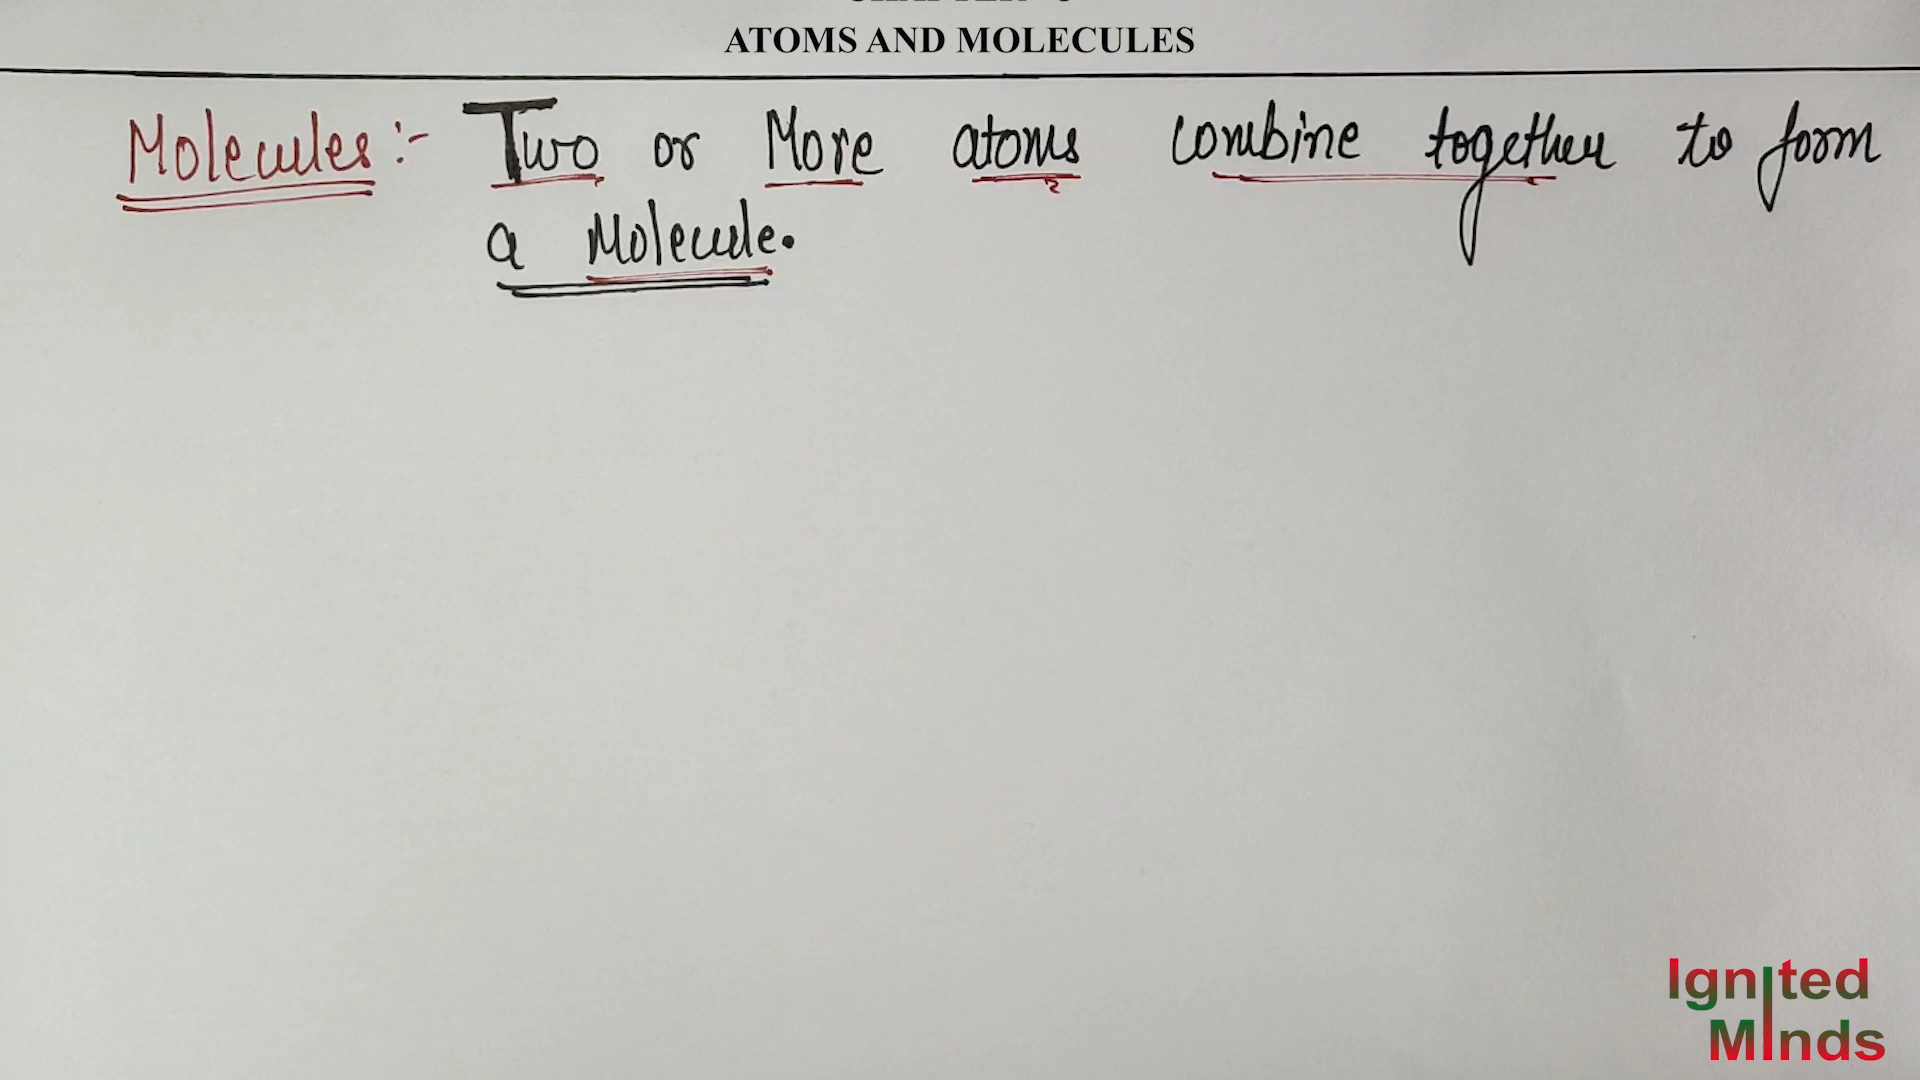 ATOMS AND MOLECULES
Molecules:- Two or More atoms combine together to form
a Molecule.
Ignited
Minds